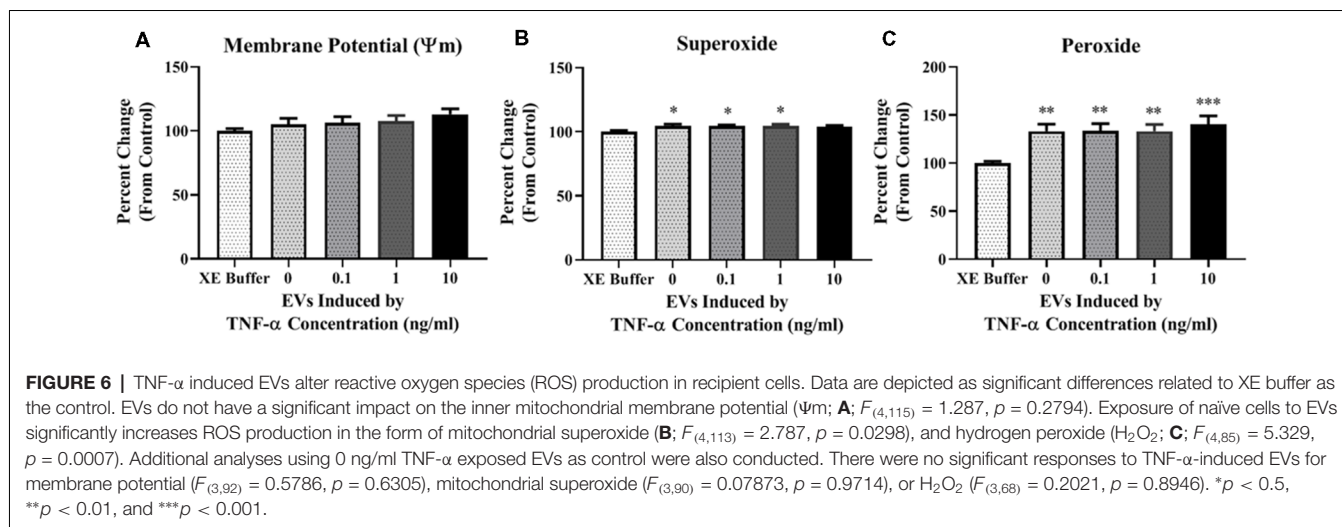 A
Membrane Potential (Ψm)
Percent Change
(From Control)
150
100
50
0
XE Buffer 0 0.1 1 10
EVs Induced by
TNF-α Concentration (ng/ml)
B
Superoxide
Percent Change
(From Control)
150
100
50
0
* * *
XE Buffer 0 0.1 1 10
EVs Induced by
TNF-α Concentration (ng/ml)
C
Peroxide
Percent Change
(From Control)
200
150
100
50
0
** ** ** ***
XE Buffer 0 0.1 1 10
EVs Induced by
TNF-α Concentration (ng/ml)
FIGURE 6 | TNF-α induced EVs alter reactive oxygen species (ROS) production in recipient cells. Data are depicted as significant differences related to XE buffer as
the control. EVs do not have a significant impact on the inner mitochondrial membrane potential (Ψm; A; F(4,115) = 1.287, p = 0.2794). Exposure of naïve cells to EVs
significantly increases ROS production in the form of mitochondrial superoxide (B; F(4,113) = 2.787, p = 0.0298), and hydrogen peroxide (H2O2; C; F(4,85) = 5.329,
p = 0.0007). Additional analyses using 0 ng/ml TNF-α exposed EVs as control were also conducted. There were no significant responses to TNF-α-induced EVs for
membrane potential (F(3,92) = 0.5786, p = 0.6305), mitochondrial superoxide (F(3,90) = 0.07873, p = 0.9714), or H2O2 (F(3,68) = 0.2021, p = 0.8946). *p < 0.5,
**p < 0.01, and ***p < 0.001.